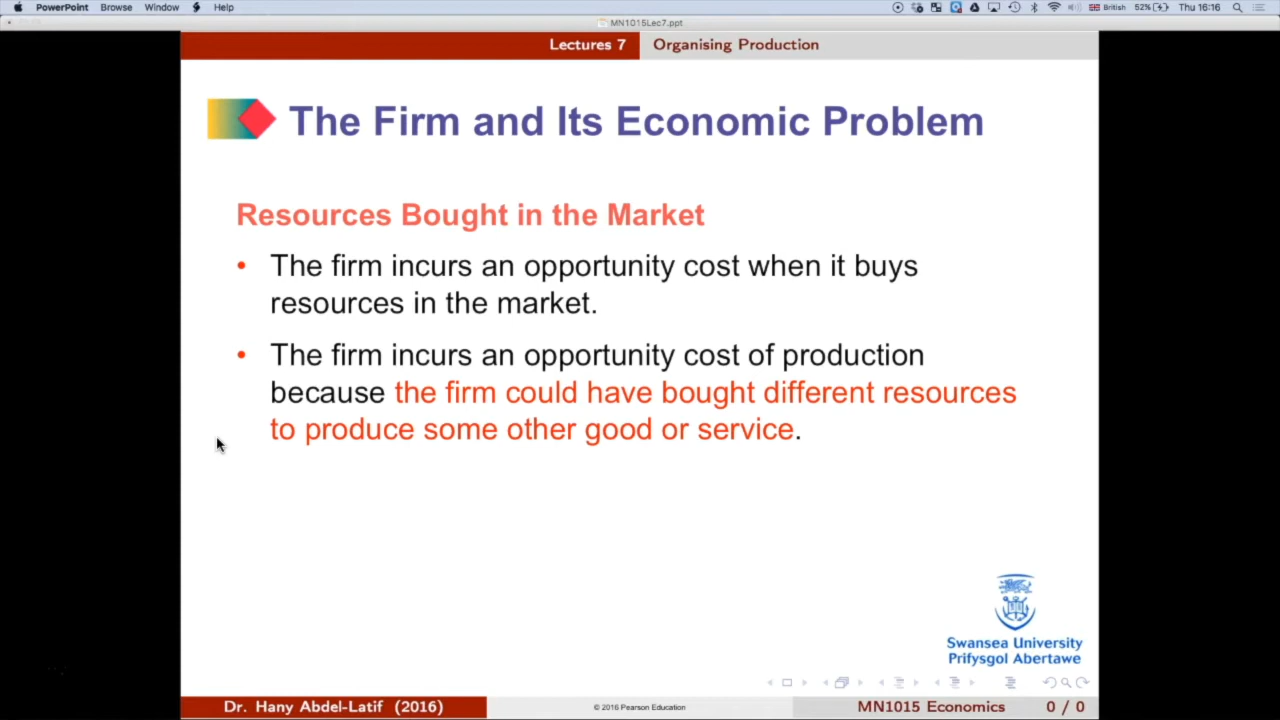 PowerPoint Browse Window Help British 52% Thu 16:16
MN1015Lec7.ppt
Lectures 7 Organising Production
The Firm and Its Economic Problem
Resources Bought in the Market
• The firm incurs an opportunity cost when it buys
resources in the market.
• The firm incurs an opportunity cost of production
because the firm could have bought different resources
to produce some other good or service.
Swansea University
Prifysgol Abertawe
Dr. Hany Abdel-Latif (2016) © 2016 Pearson Education MN1015 Economics 0 / 0